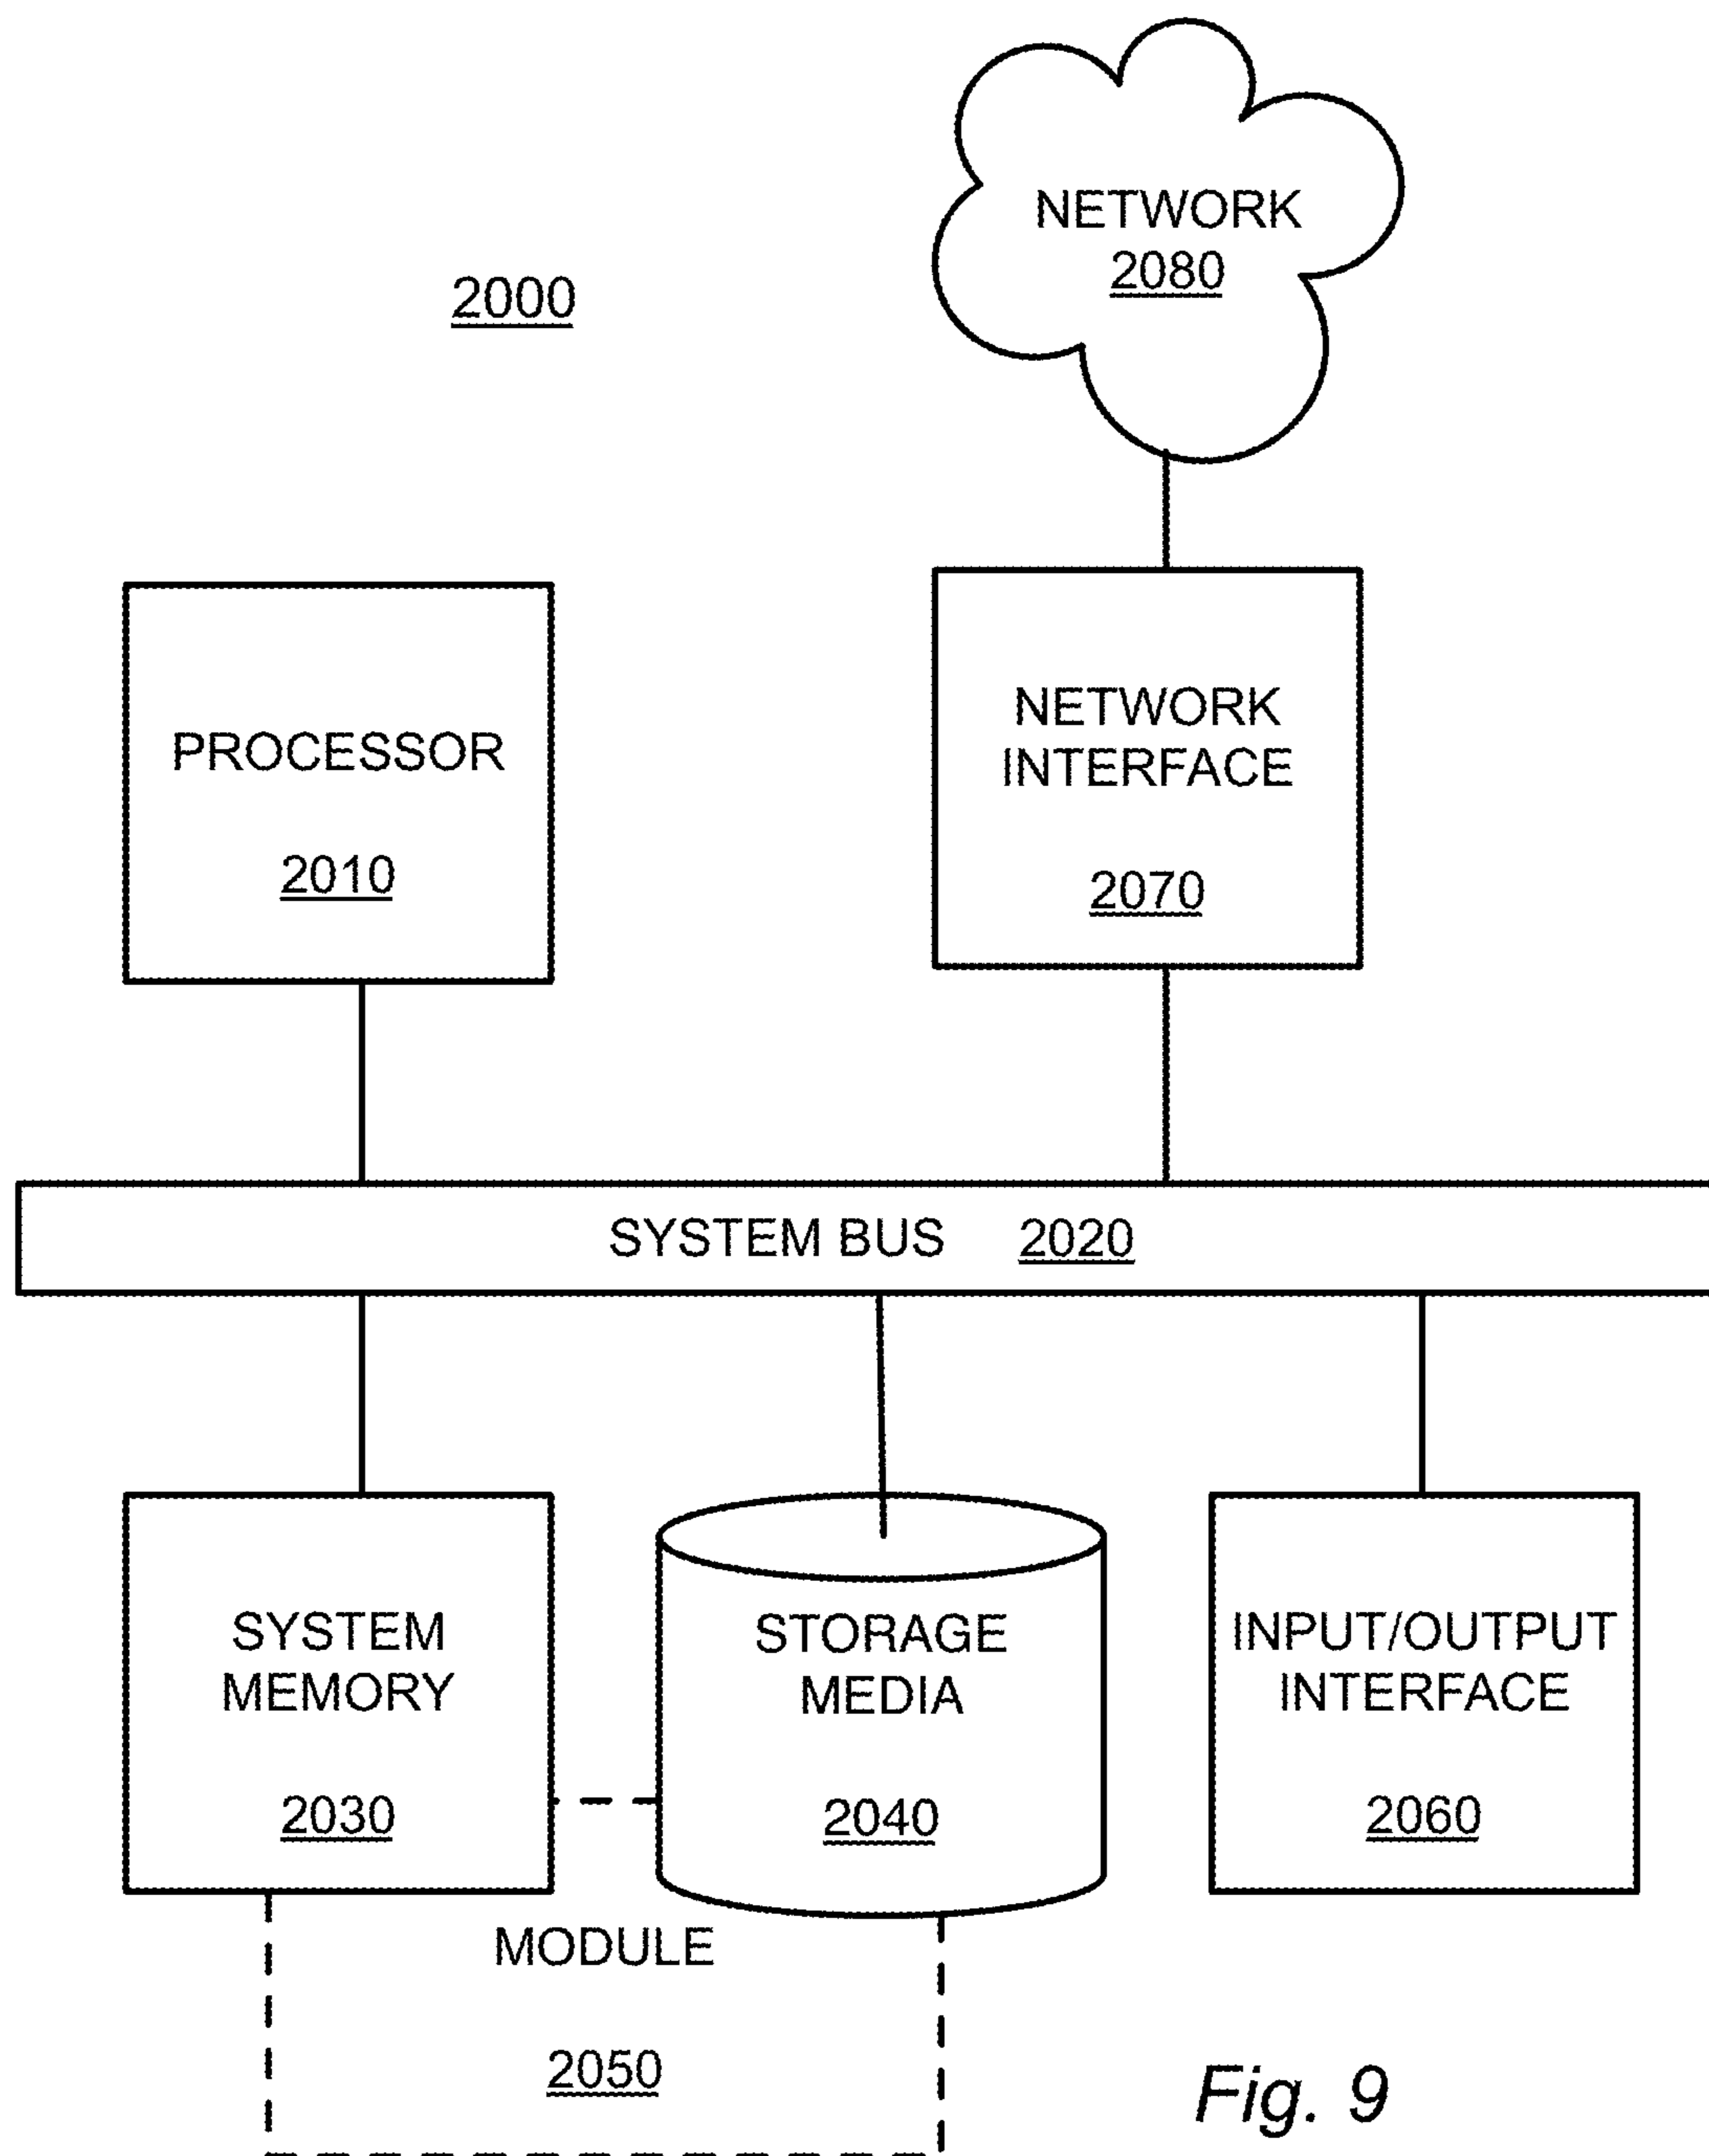 NETWORK
2080
2000
PROCESSOR
2010
NETWORK
INTERFACE
2070
SYSTEM BUS 2020
SYSTEM
MEMORY
2030
STORAGE
MEDIA
2040
INPUT/OUTPUT
INTERFACE
2060
MODULE
2050
Fig. 9